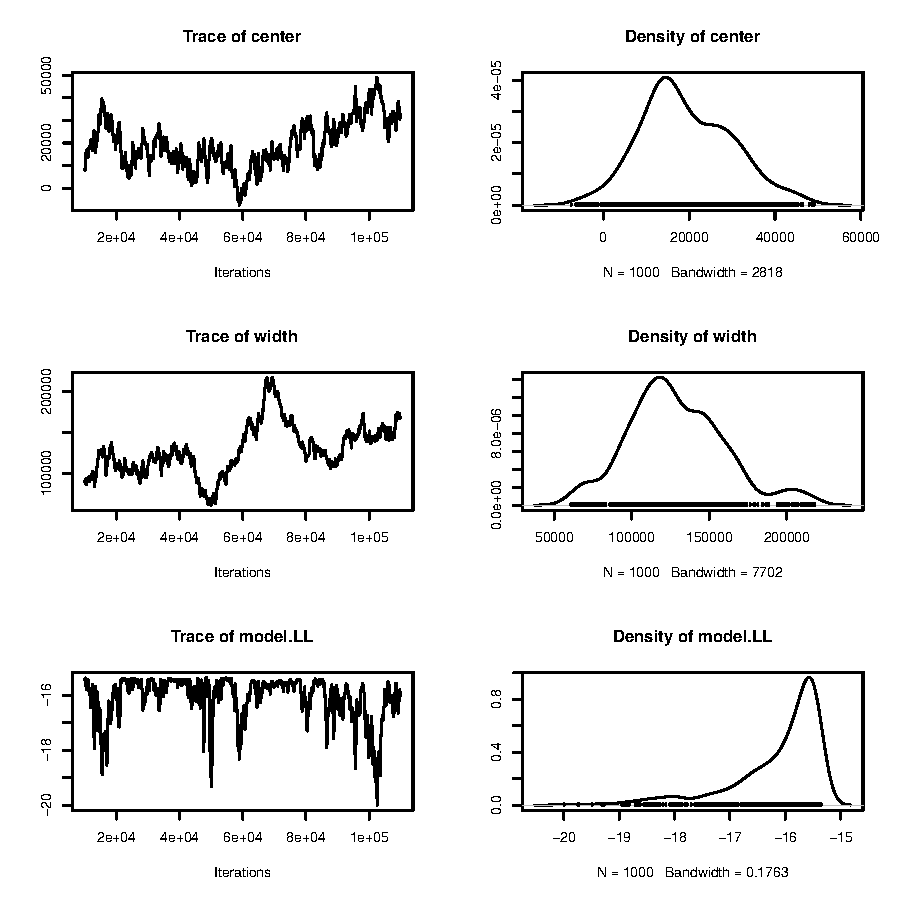 Trace of center
Density of center
0
20000
50000
2e+04
4e+04
6e+04
8e+04
1e+05
Iterations
0e+00
2e-05
4e-05
0
20000
40000
60000
N = 1000 Bandwidth = 2818
Trace of width
Density of width
100000
200000
2e+04
4e+04
6e+04
8e+04
1e+05
Iterations
0.0e+00
8.0e-06
50000
100000
150000
200000
N = 1000 Bandwidth = 7702
Trace of model.LL
Density of model.LL
-20
-18
-16
2e+04
4e+04
6e+04
8e+04
1e+05
Iterations
0.0
0.4
0.8
-20
-19
-18
-17
-16
-15
N = 1000 Bandwidth = 0.1763